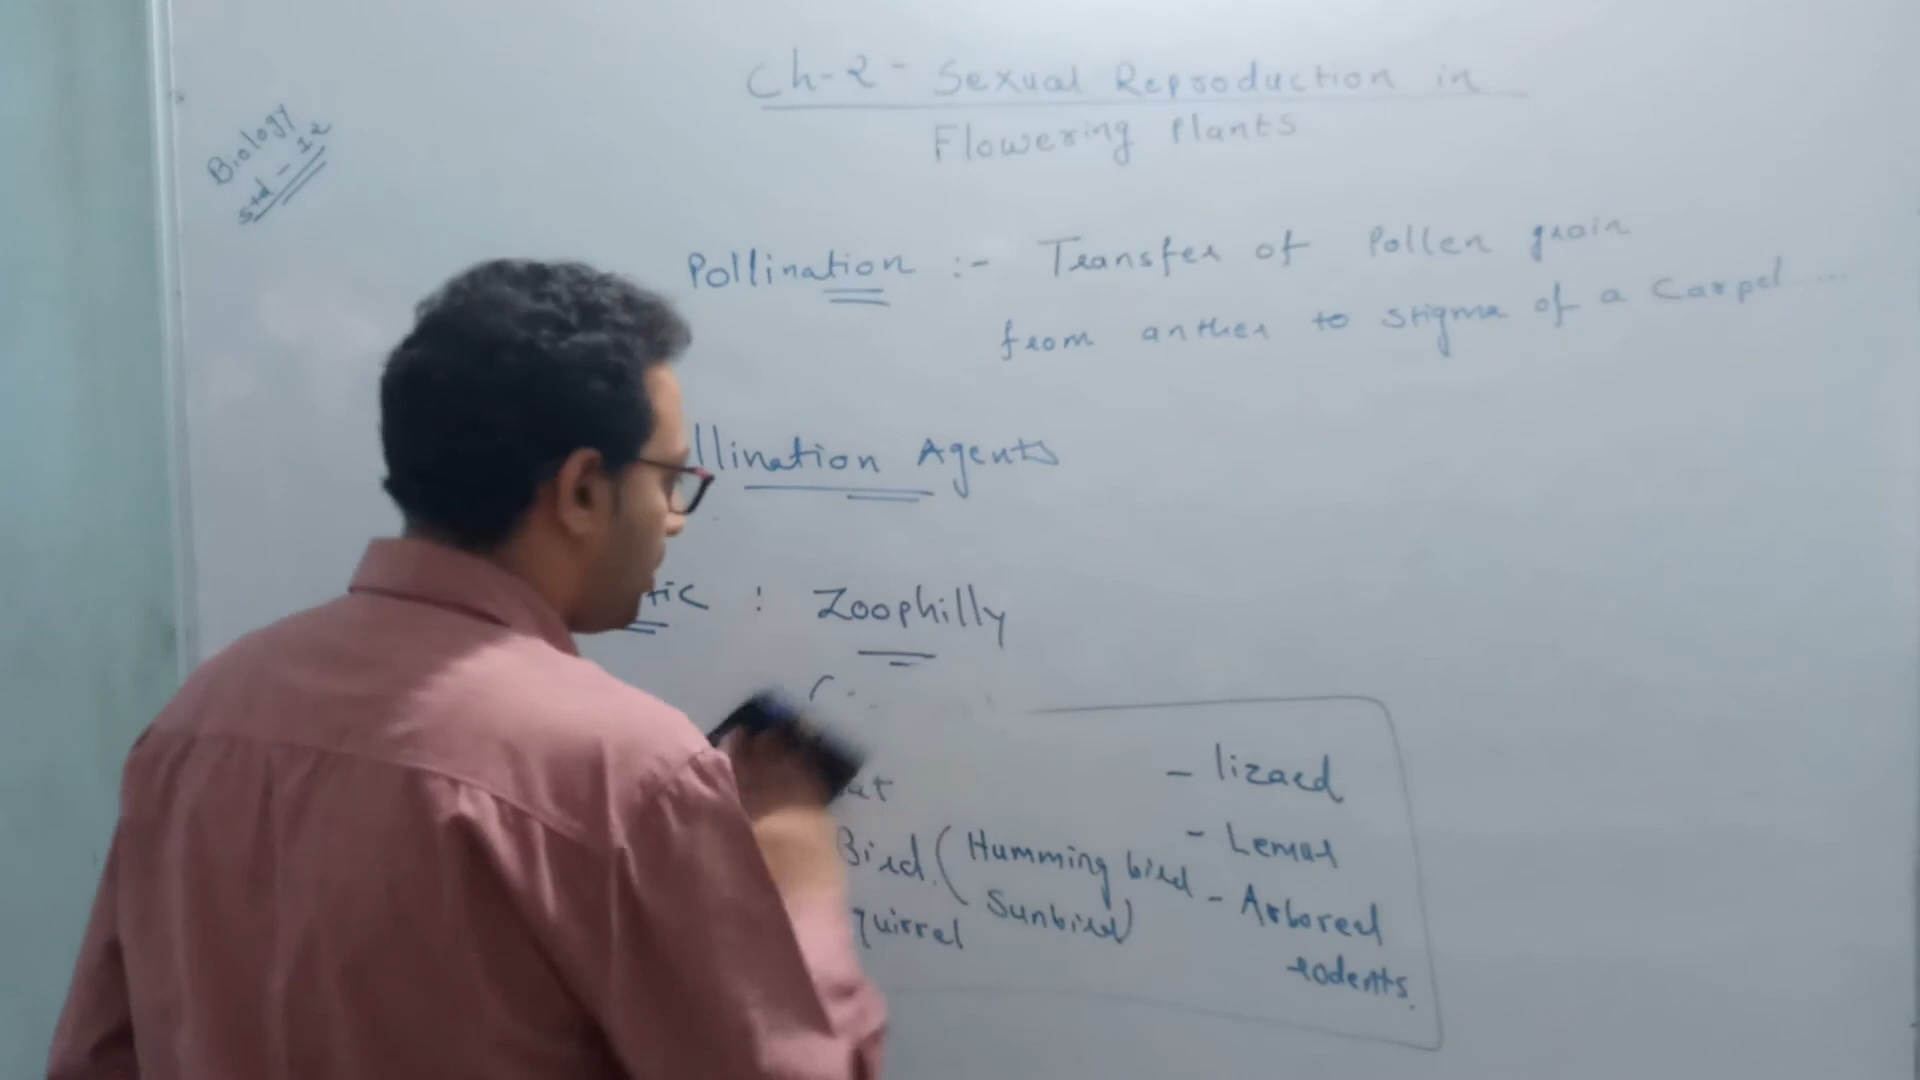 Biology
Std - 12
Ch-2 - Sexual Reproduction in
Flowering Plants
Pollination :- Transfer of Pollen grain
from anther to stigma of a Carpel
llination Agents
tic : Zoophilly
- lizard
- Lemur
Bird (Humming bird
Sunbird)
quirrel
- Arboreal
rodents.